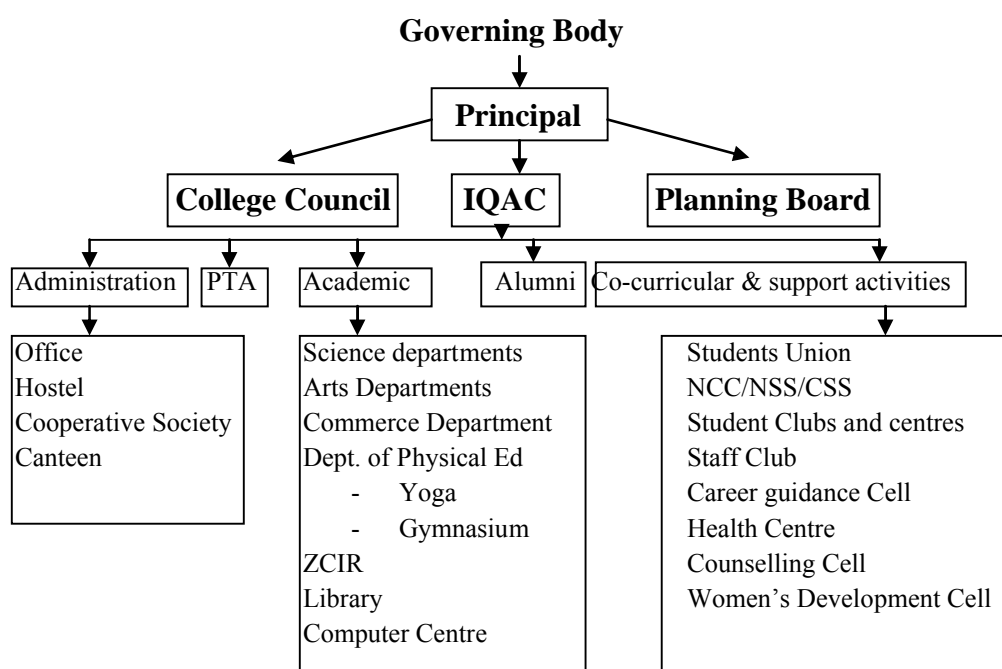 Governing Body
Principal
College Council
IQAC
Planning Board
Administration
PTA
Academic
Alumni
Co-curricular & support activities
Office
Hostel
Cooperative Society
Canteen
Science departments
Arts Departments
Commerce Department
Dept. of Physical Ed
- Yoga
- Gymnasium
ZCIR
Library
Computer Centre
Students Union
NCC/NSS/CSS
Student Clubs and centres
Staff Club
Career guidance Cell
Health Centre
Counselling Cell
Women’s Development Cell